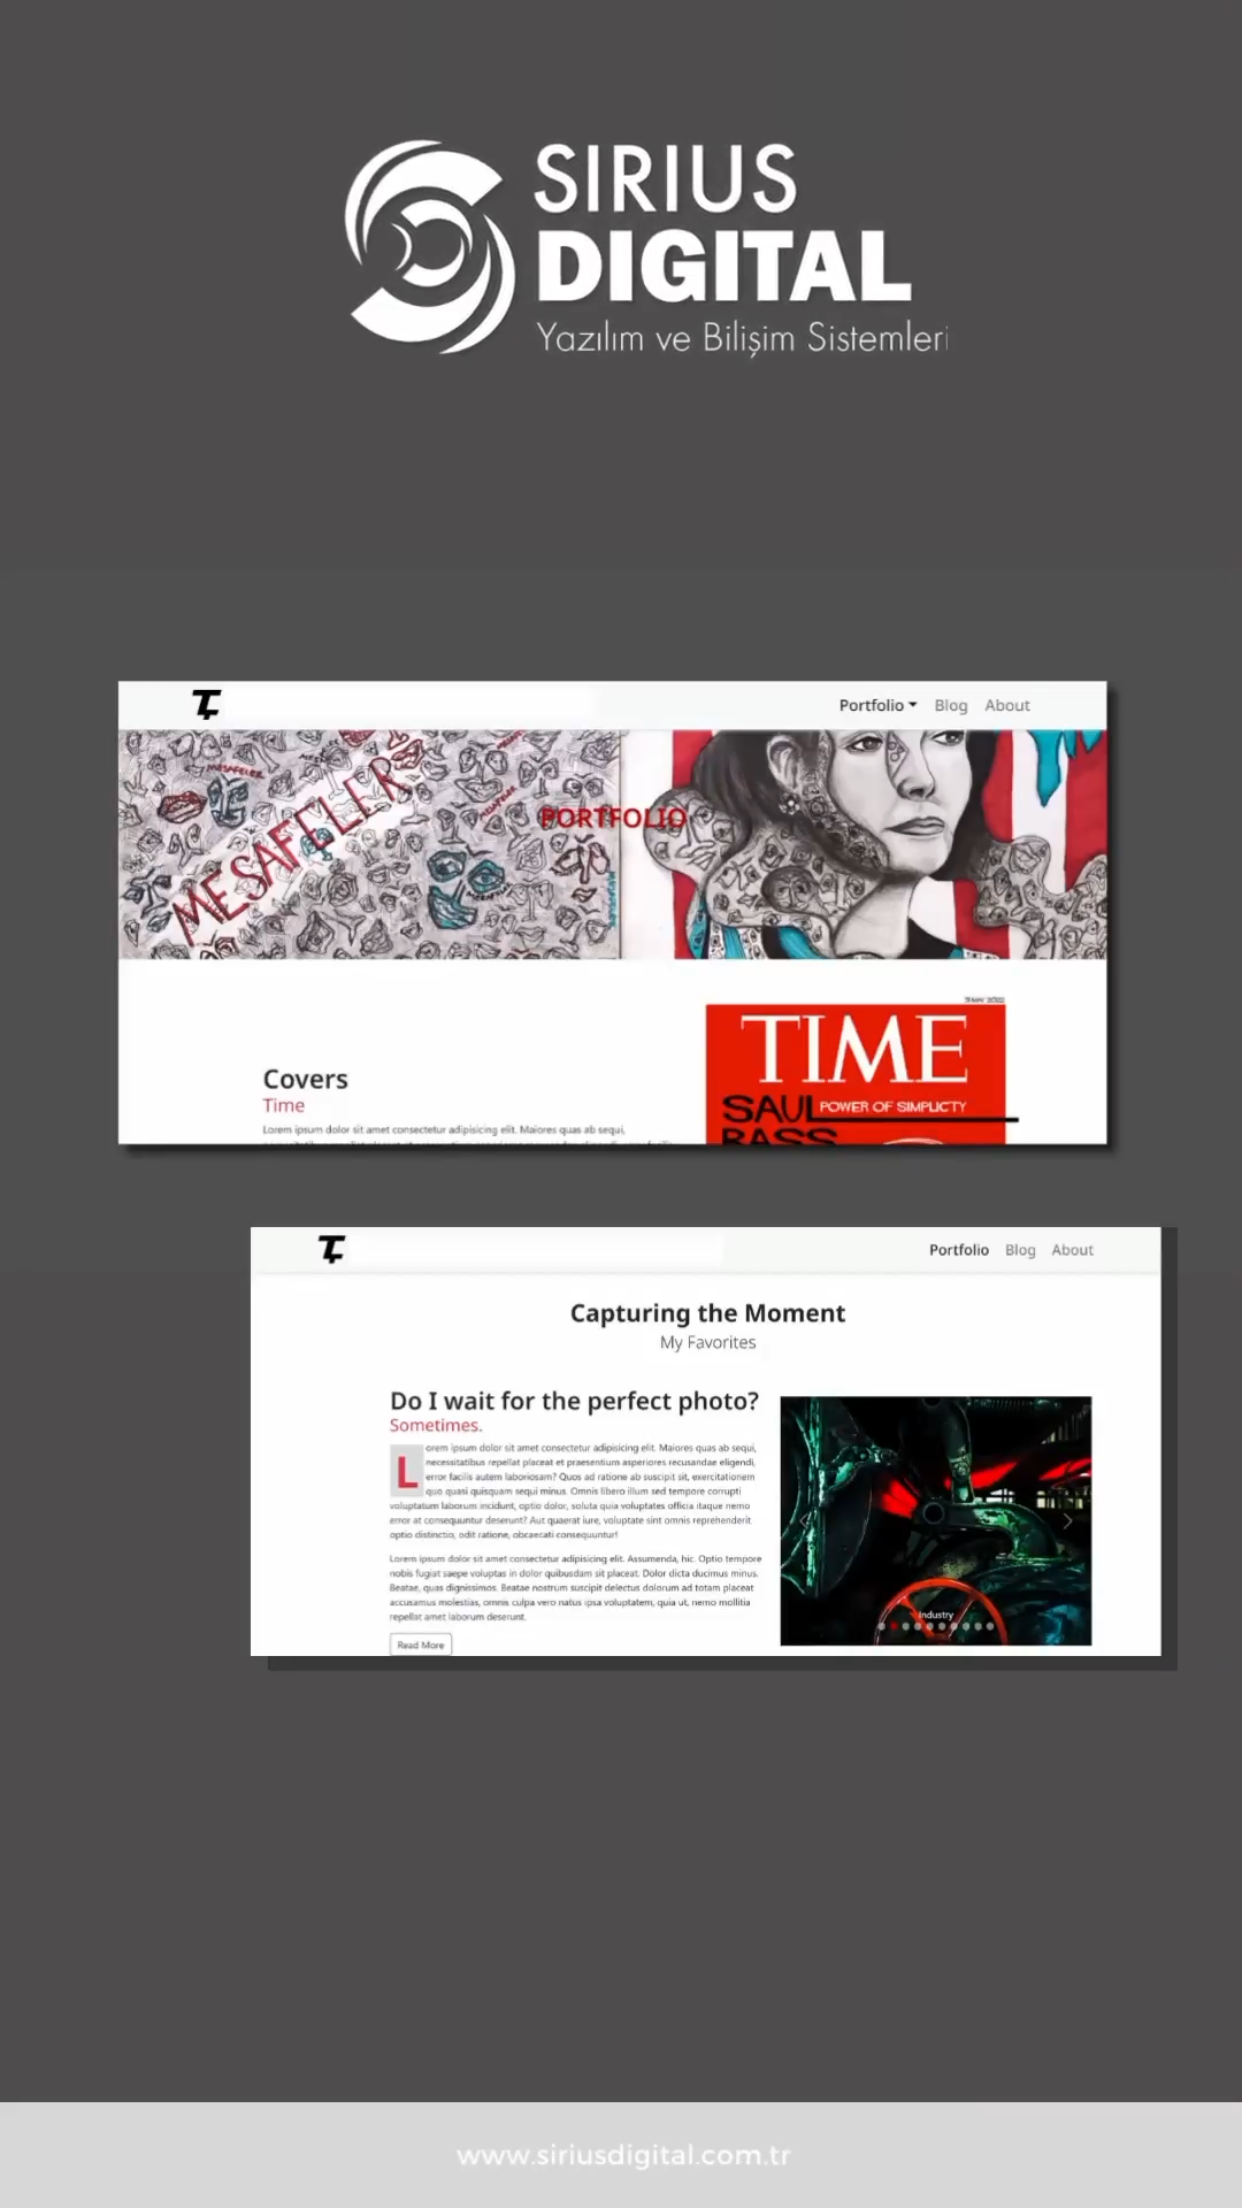 SIRIUS
DIGITAL
Yazılım ve Bilişim Sistemleri
Portfolio Blog About
MESAFELER
PORTFOLIO
TIME
SAUL POWER OF SIMPLICTY
BASS
Covers
Time
Lorem ipsum dolor sit amet consectetur adipisicing elit. Maiores quas ab sequi,
Portfolio Blog About
Capturing the Moment
My Favorites
Do I wait for the perfect photo?
Sometimes.
Lorem ipsum dolor sit amet consectetur adipisicing elit. Maiores quas ab sequi,
necessitatibus repellat placeat et praesentium asperiores recusandae eligendi,
error facilis autem laboriosam? Quos ad ratione ab suscipit sit, exercitationem
quo quasi quisquam sequi minus. Omnis libero illum sed tempore corrupti
voluptatum laborum incidunt, optio dolor, soluta quia voluptates officia itaque nemo
error at consequuntur deserunt? Aut quaerat iure, voluptate sint omnis reprehenderit
optio distinctio, odit ratione, obcaecati consequuntur!
Lorem ipsum dolor sit amet consectetur adipisicing elit. Assumenda, hic. Optio tempore
nobis fugiat saepe voluptas in dolor quibusdam sit placeat. Dolor dicta ducimus minus.
Beatae, quas dignissimos. Beatae nostrum suscipit delectus dolorum ad totam placeat
accusamus molestias, omnis culpa vero natus ipsa voluptatem, quia ut, nemo mollitia
repellat amet laborum deserunt.
Read More
Industry
www.siriusdigital.com.tr